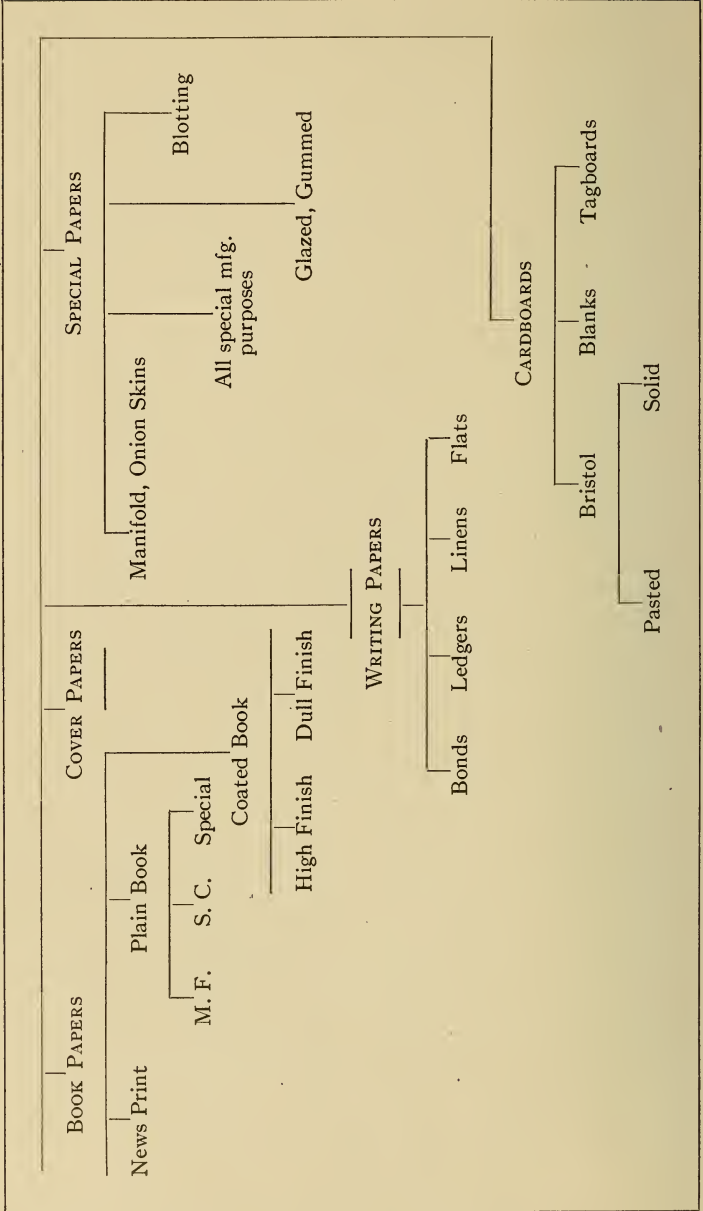 BOOK PAPERS
COVER PAPERS
SPECIAL PAPERS
News Print
Plain Book
M. F.
S. C.
Special
Coated Book
High Finish
Dull Finish
Manifold, Onion Skins
All special mfg.
purposes
Glazed, Gummed
Blotting
WRITING PAPERS
Bonds
Ledgers
Linens
Flats
CARDBOARDS
Bristol
Blanks
Tagboards
Pasted
Solid